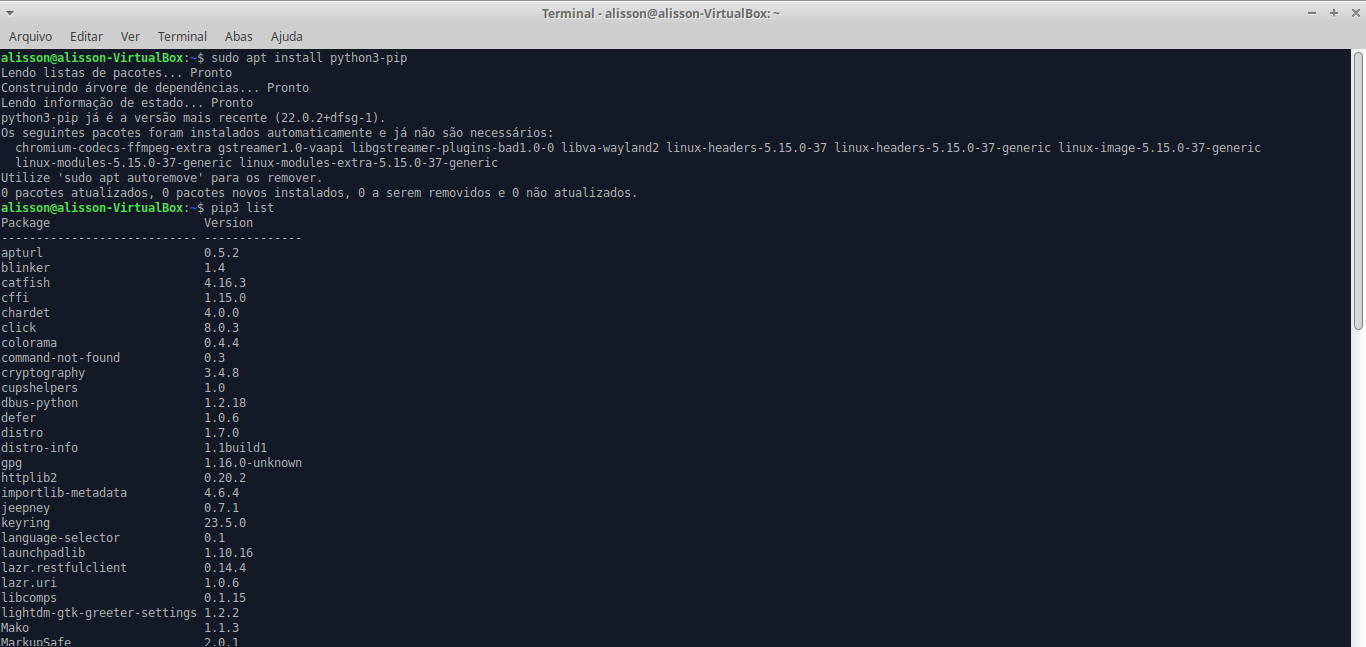 Terminal - alisson@alisson-VirtualBox: ~
Arquivo Editar Ver Terminal Abas Ajuda
alisson@alisson-VirtualBox:~$ sudo apt install python3-pip
Lendo listas de pacotes... Pronto
Construindo árvore de dependências... Pronto
Lendo informação de estado... Pronto
python3-pip já é a versão mais recente (22.0.2+dfsg-1).
Os seguintes pacotes foram instalados automaticamente e já não são necessários:
  chromium-codecs-ffmpeg-extra gstreamer1.0-vaapi libgstreamer-plugins-bad1.0-0 libva-wayland2 linux-headers-5.15.0-37 linux-headers-5.15.0-37-generic linux-image-5.15.0-37-generic
  linux-modules-5.15.0-37-generic linux-modules-extra-5.15.0-37-generic
Utilize 'sudo apt autoremove' para os remover.
0 pacotes atualizados, 0 pacotes novos instalados, 0 a serem removidos e 0 não atualizados.
alisson@alisson-VirtualBox:~$ pip3 list
Package                      Version
---------------------------- --------------
apturl                       0.5.2
blinker                      1.4
catfish                      4.16.3
cffi                         1.15.0
chardet                      4.0.0
click                        8.0.3
colorama                     0.4.4
command-not-found            0.3
cryptography                 3.4.8
cupshelpers                  1.0
dbus-python                  1.2.18
defer                        1.0.6
distro                       1.7.0
distro-info                  1.1build1
gpg                          1.16.0-unknown
httplib2                     0.20.2
importlib-metadata           4.6.4
jeepney                      0.7.1
keyring                      23.5.0
language-selector            0.1
launchpadlib                 1.10.16
lazr.restfulclient           0.14.4
lazr.uri                     1.0.6
libcomps                     0.1.15
lightdm-gtk-greeter-settings 1.2.2
Mako                         1.1.3
MarkupSafe                   2.0.1